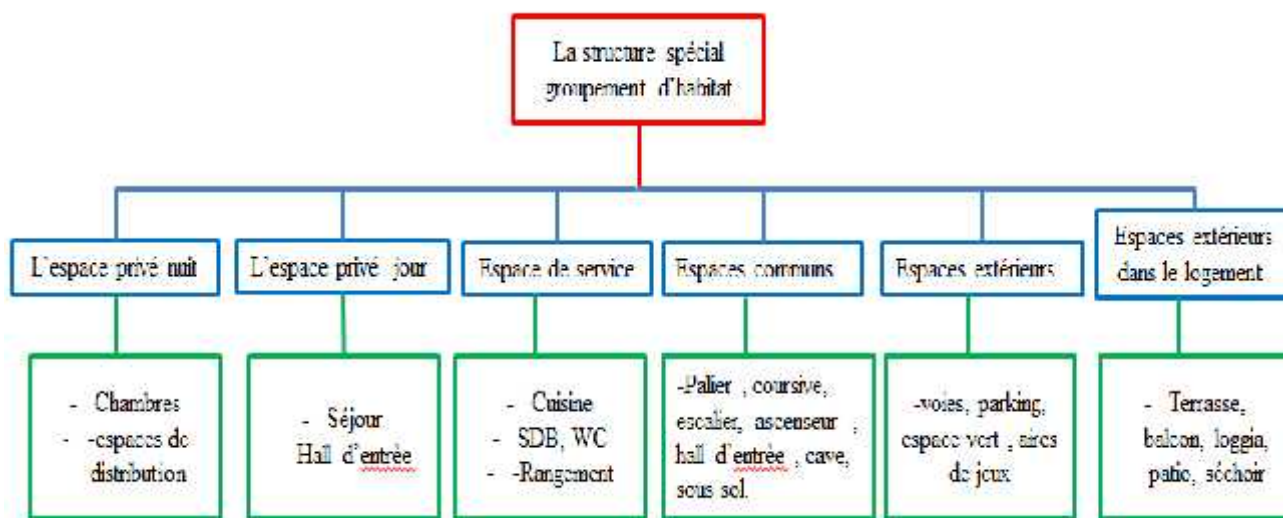 La structure spécial
groupement d'habitat
L'espace privé nuit
L'espace privé jour
Espace de service
Espaces communs
Espaces extérieurs
Espaces extérieurs
dans le logement
- Chambres
- -espaces de
distribution
- Séjour
Hall d'entrée
- Cuisine
- SDB, WC
- -Rangement
-Palier , coursive,
escalier, ascenseur ,
hall d'entrée , cave,
sous sol.
-voies, parking,
espace vert , aires
de jeux
- Terrasse,
balcon, loggia,
patio, séchoir